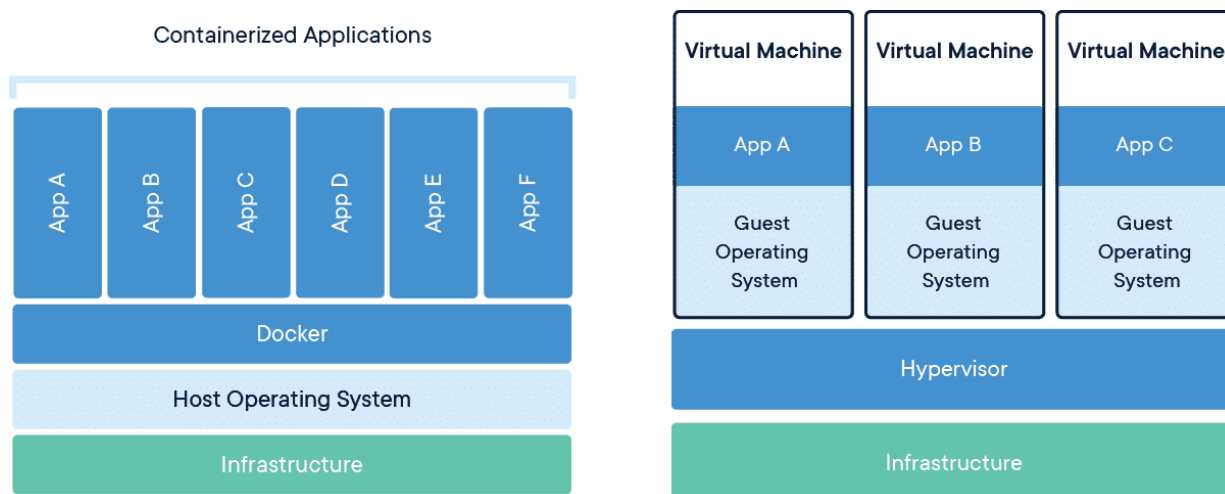 Containerized Applications
App A
App B
App C
App D
App E
App F
Docker
Host Operating System
Infrastructure
Virtual Machine
Virtual Machine
Virtual Machine
App A
App B
App C
Guest
Operating
System
Guest
Operating
System
Guest
Operating
System
Hypervisor
Infrastructure